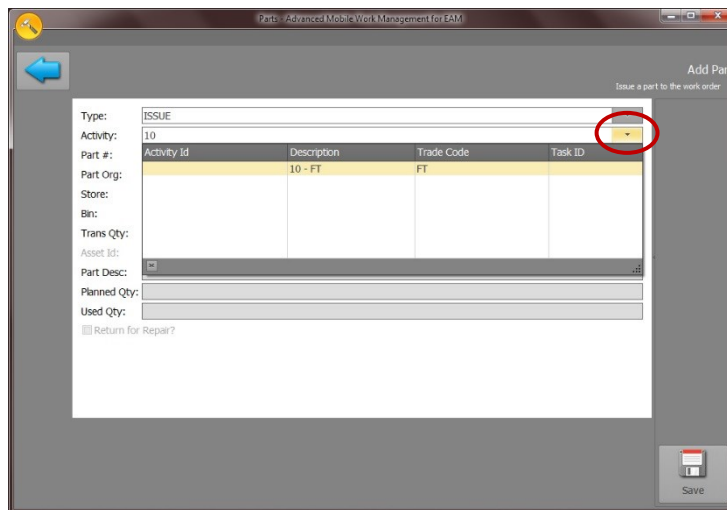 Parts - Advanced Mobile Work Management for EAM
Add Par
Issue a part to the work order
Type: ISSUE
Activity: 10
Part #: Activity Id Description Trade Code Task ID
Part Org: 10 - FT FT
Store:
Bin:
Trans Qty:
Asset Id:
Part Desc:
Planned Qty:
Used Qty:
Return for Repair?
Save